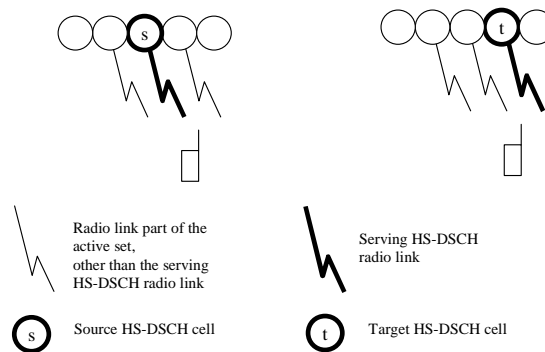 s
t
Radio link part of the
active set,
other than the serving
HS-DSCH radio link
Serving HS-DSCH
radio link
s
Source HS-DSCH cell
t
Target HS-DSCH cell